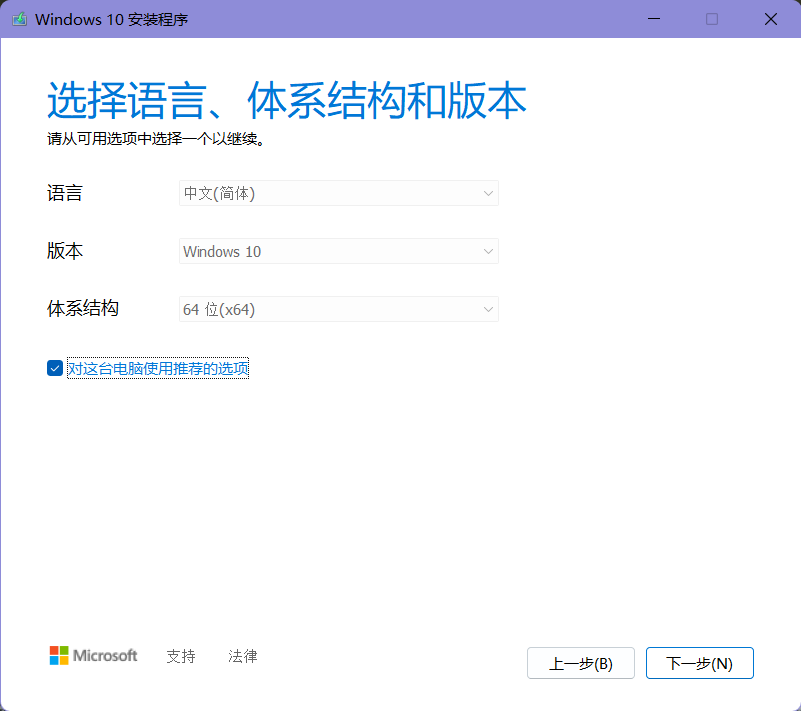 Windows 10 安装程序
选择语言、体系结构和版本
请从可用选项中选择一个以继续。
语言 中文(简体)
版本 Windows 10
体系结构 64 位(x64)
对这台电脑使用推荐的选项
Microsoft 支持 法律 上一步(B) 下一步(N)